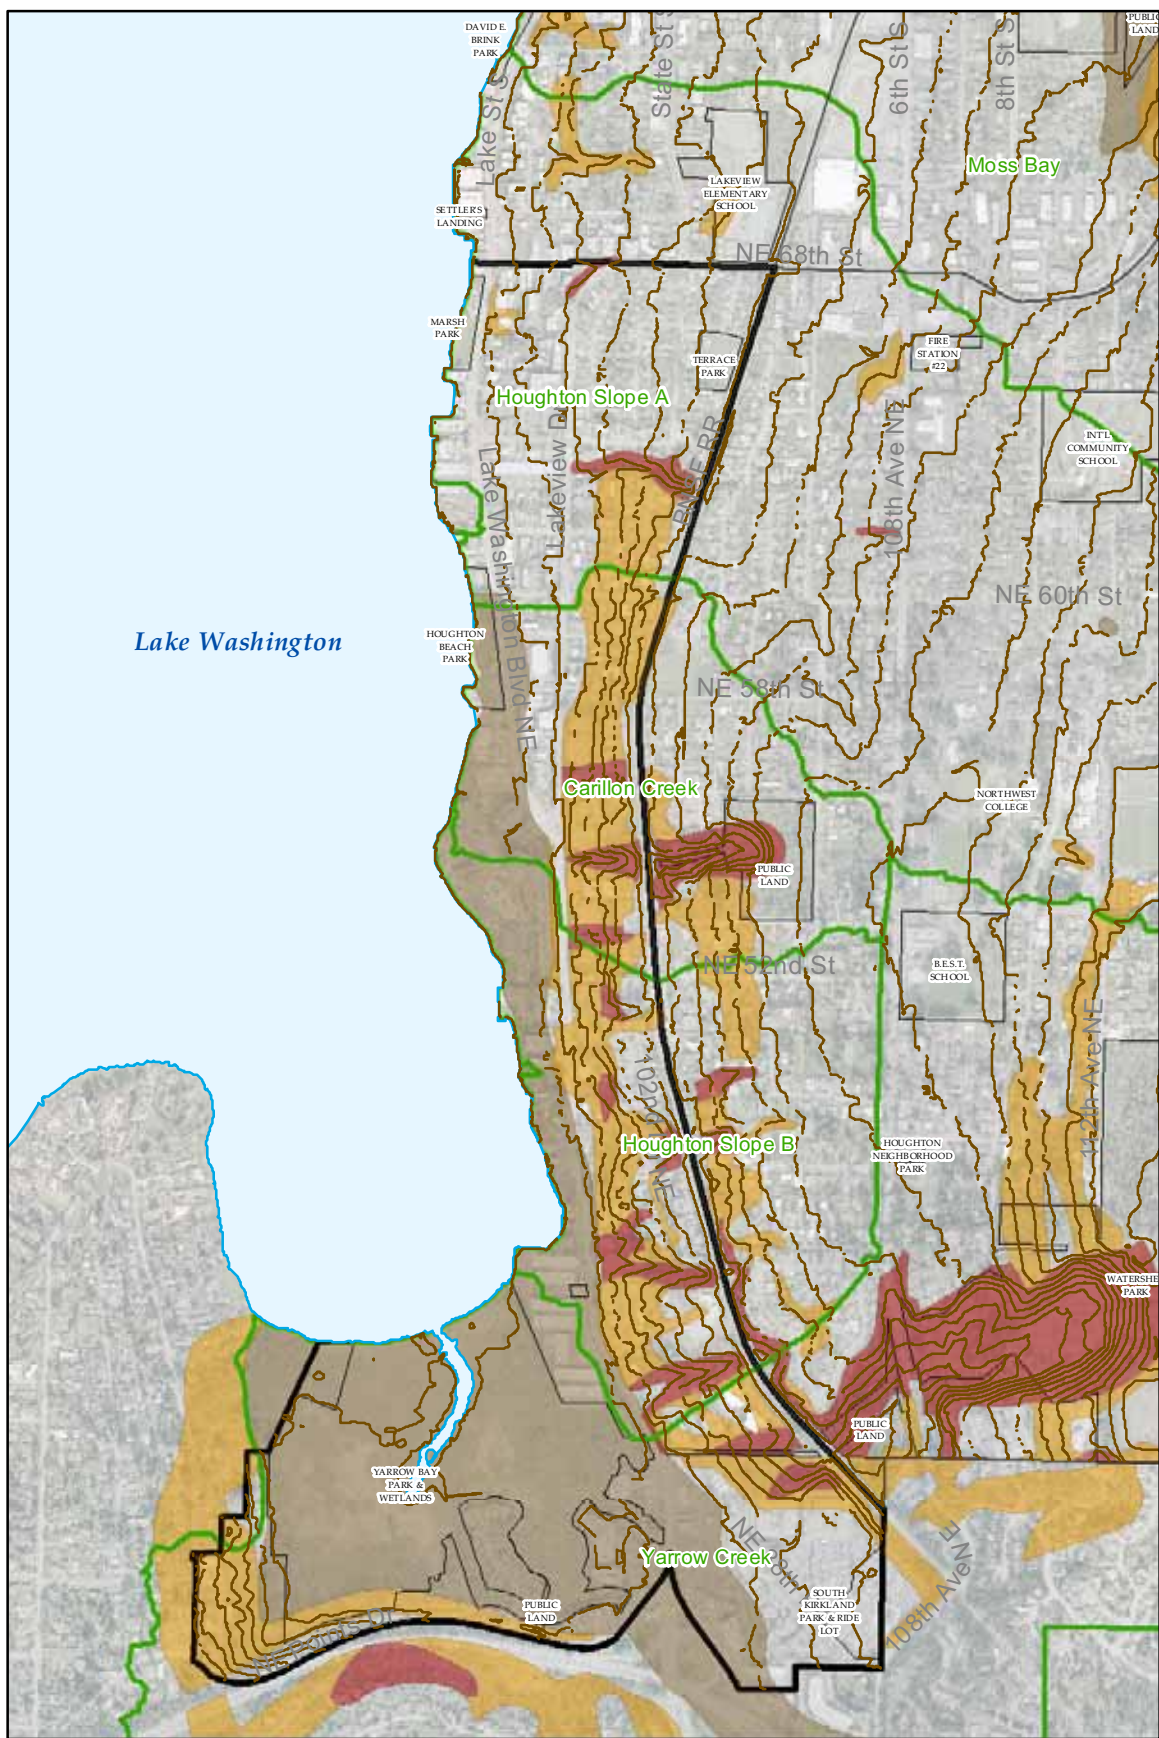 DAVID E.
BRINK
PARK
PUBLIC
LAND
Lake St S
State St S
6th St S
8th St S
Moss Bay
LAKEVIEW
ELEMENTARY
SCHOOL
SETTLER'S
LANDING
NE 68th St
MARSH
PARK
TERRACE
PARK
FIRE
STATION
#22
Houghton Slope A
Lakeview Dr
BNSF RR
108th Ave NE
INT'L
COMMUNITY
SCHOOL
Lake Washington Blvd NE
NE 60th St
Lake Washington
HOUGHTON
BEACH
PARK
NE 58th St
Carillon Creek
NORTHWEST
COLLEGE
PUBLIC
LAND
NE 52nd St
B.E.S.T.
SCHOOL
112th Ave NE
Houghton Slope B
HOUGHTON
NEIGHBORHOOD
PARK
WATERSHE
PARK
PUBLIC
LAND
YARROW BAY
PARK &
WETLANDS
Yarrow Creek
SOUTH
KIRKLAND
PARK & RIDE
LOT
PUBLIC
LAND
NE Points Dr
108th Ave NE